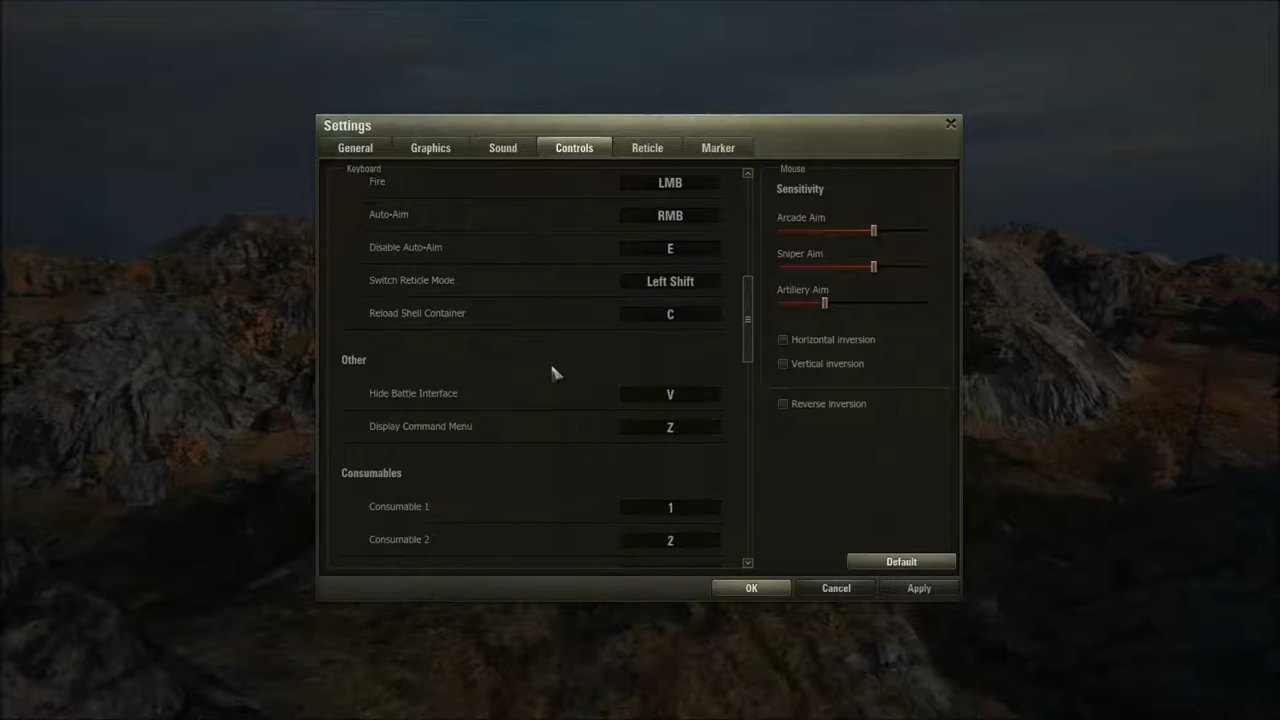 Settings
General Graphics Sound Controls Reticle Marker
Keyboard
Fire LMB
Auto-Aim RMB
Disable Auto-Aim E
Switch Reticle Mode Left Shift
Reload Shell Container C
Other
Hide Battle Interface V
Display Command Menu Z
Consumables
Consumable 1 1
Consumable 2 2
Mouse
Sensitivity
Arcade Aim
Sniper Aim
Artillery Aim
Horizontal inversion
Vertical inversion
Reverse inversion
Default
OK Cancel Apply